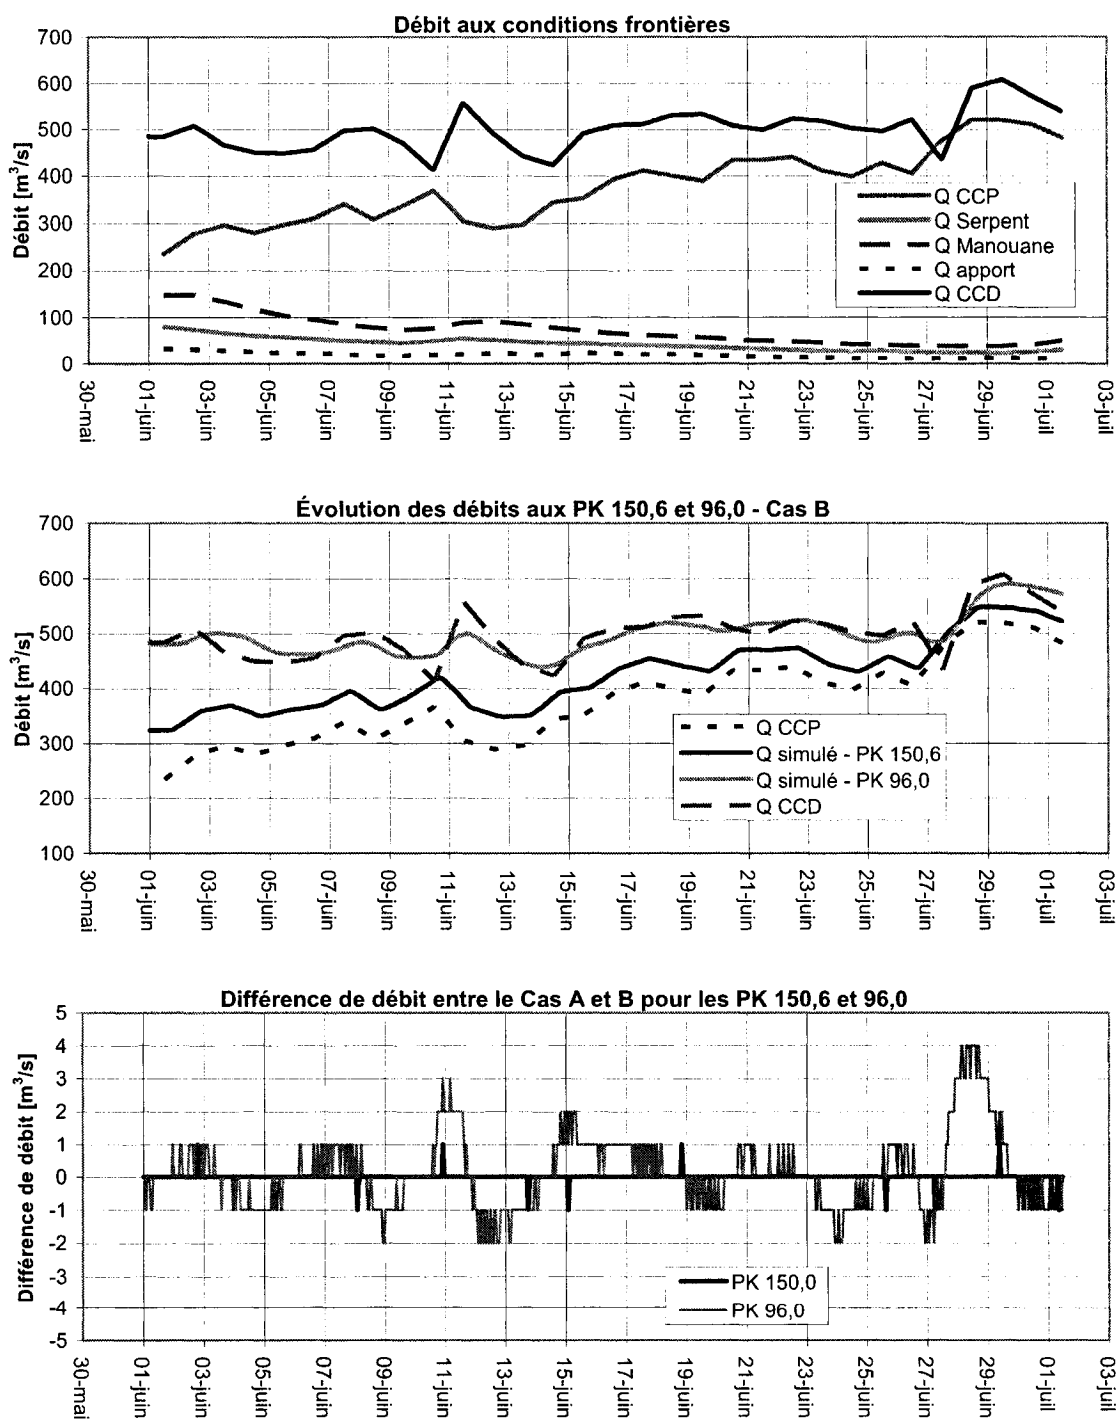 Débit aux conditions frontières
700
600
500
400
300
200
100
0
Débit [m³/s]
Q CCP
Q Serpent
Q Manouane
Q apport
Q CCD
30-mai
01-juin
03-juin
05-juin
07-juin
09-juin
11-juin
13-juin
15-juin
17-juin
19-juin
21-juin
23-juin
25-juin
27-juin
29-juin
01-juil
03-juil
Évolution des débits aux PK 150,6 et 96,0 - Cas B
700
600
500
400
300
200
100
Débit [m³/s]
Q CCP
Q simulé - PK 150,6
Q simulé - PK 96,0
Q CCD
30-mai
01-juin
03-juin
05-juin
07-juin
09-juin
11-juin
13-juin
15-juin
17-juin
19-juin
21-juin
23-juin
25-juin
27-juin
29-juin
01-juil
03-juil
Différence de débit entre le Cas A et B pour les PK 150,6 et 96,0
5
4
3
2
1
0
-1
-2
-3
-4
-5
Différence de débit [m³/s]
PK 150,0
PK 96,0
30-mai
01-juin
03-juin
05-juin
07-juin
09-juin
11-juin
13-juin
15-juin
17-juin
19-juin
21-juin
23-juin
25-juin
27-juin
29-juin
01-juil
03-juil